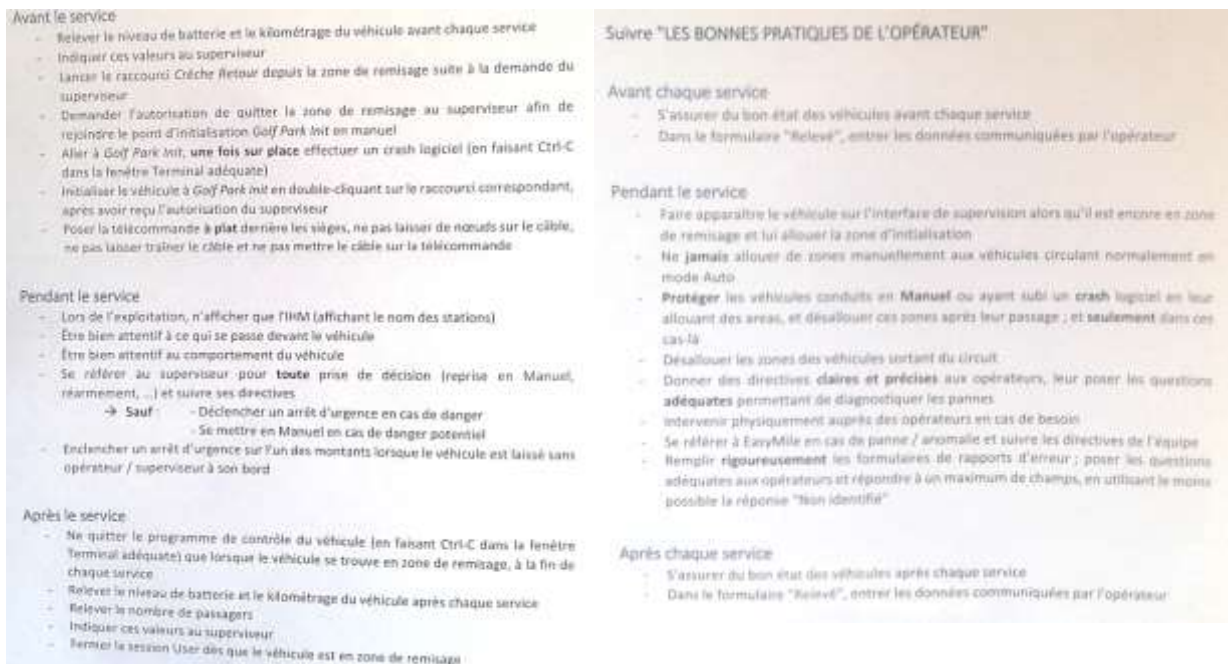 Avant le service
- Relever le niveau de batterie et le kilométrage du véhicule avant chaque service
- Indiquer ces valeurs au superviseur
- Lancer le raccourci Crèche Retour depuis la zone de remisage suite à la demande du
superviseur
- Demander l'autorisation de quitter la zone de remisage au superviseur afin de
rejoindre le point d'initialisation Golf Park Init en manuel
- Aller à Golf Park Init, une fois sur place effectuer un crash logiciel (en faisant Ctrl-C
dans la fenêtre Terminal adéquate)
- Initialiser le véhicule à Golf Park Init en double-cliquant sur le raccourci correspondant,
après avoir reçu l'autorisation du superviseur
- Poser la télécommande à plat derrière les sièges, ne pas laisser de nœuds sur le câble,
ne pas laisser traîner le câble et ne pas mettre le câble sur la télécommande
Pendant le service
- Lors de l'exploitation, n'afficher que l'IHM (affichant le nom des stations)
- Être bien attentif à ce qui se passe devant le véhicule
- Être bien attentif au comportement du véhicule
- Se référer au superviseur pour toute prise de décision (reprise en Manuel,
réarmement, ...) et suivre ses directives
→ Sauf - Déclencher un arrêt d'urgence en cas de danger
- Se mettre en Manuel en cas de danger potentiel
- Enclencher un arrêt d'urgence sur l'un des montants lorsque le véhicule est laissé sans
opérateur / superviseur à son bord
Après le service
- Ne quitter le programme de contrôle du véhicule (en faisant Ctrl-C dans la fenêtre
Terminal adéquate) que lorsque le véhicule se trouve en zone de remisage, à la fin de
chaque service
- Relever le niveau de batterie et le kilométrage du véhicule après chaque service
- Relever le nombre de passagers
- Indiquer ces valeurs au superviseur
- Fermer la session User dès que le véhicule est en zone de remisage
Suivre "LES BONNES PRATIQUES DE L'OPÉRATEUR"
Avant chaque service
- S'assurer du bon état des véhicules avant chaque service
- Dans le formulaire "Relevé", entrer les données communiquées par l'opérateur
Pendant le service
- Faire apparaître le véhicule sur l'interface de supervision alors qu'il est encore en zone
de remisage et lui allouer la zone d'initialisation
- Ne jamais allouer de zones manuellement aux véhicules circulant normalement en
mode Auto
- Protéger les véhicules conduits en Manuel ou ayant subi un crash logiciel en leur
allouant des areas, et désallouer ces zones après leur passage ; et seulement dans ces
cas-là
- Désallouer les zones des véhicules sortant du circuit
- Donner des directives claires et précises aux opérateurs, leur poser les questions
adéquates permettant de diagnostiquer les pannes
- Intervenir physiquement auprès des opérateurs en cas de besoin
- Se référer à EasyMile en cas de panne / anomalie et suivre les directives de l'équipe
- Remplir rigoureusement les formulaires de rapports d'erreur ; poser les questions
adéquates aux opérateurs et répondre à un maximum de champs, en utilisant le moins
possible la réponse "Non identifié"
Après chaque service
- S'assurer du bon état des véhicules après chaque service
- Dans le formulaire "Relevé", entrer les données communiquées par l'opérateur